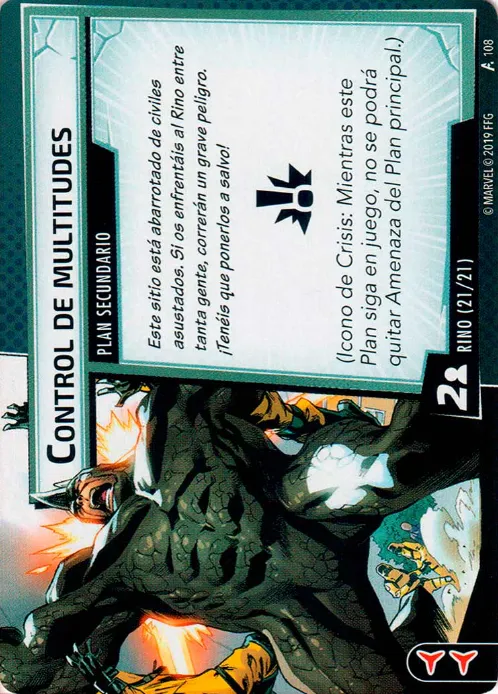 CONTROL DE MULTITUDES
PLAN SECUNDARIO
Este sitio está abarrotado de civiles
asustados. Si os enfrentáis al Rino entre
tanta gente, correrán un grave peligro.
¡Tenéis que ponerlos a salvo!
(Icono de Crisis: Mientras este
Plan siga en juego, no se podrá
quitar Amenaza del Plan principal.)
2
RINO (21/21)
© MARVEL © 2019 FFG
108